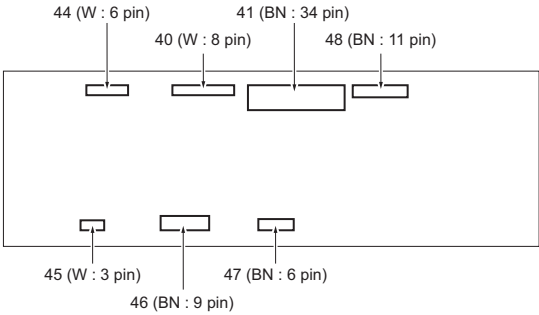 44 (W : 6 pin)
41 (BN : 34 pin)
40 (W : 8 pin)
48 (BN : 11 pin)
45 (W : 3 pin)
47 (BN : 6 pin)
46 (BN : 9 pin)